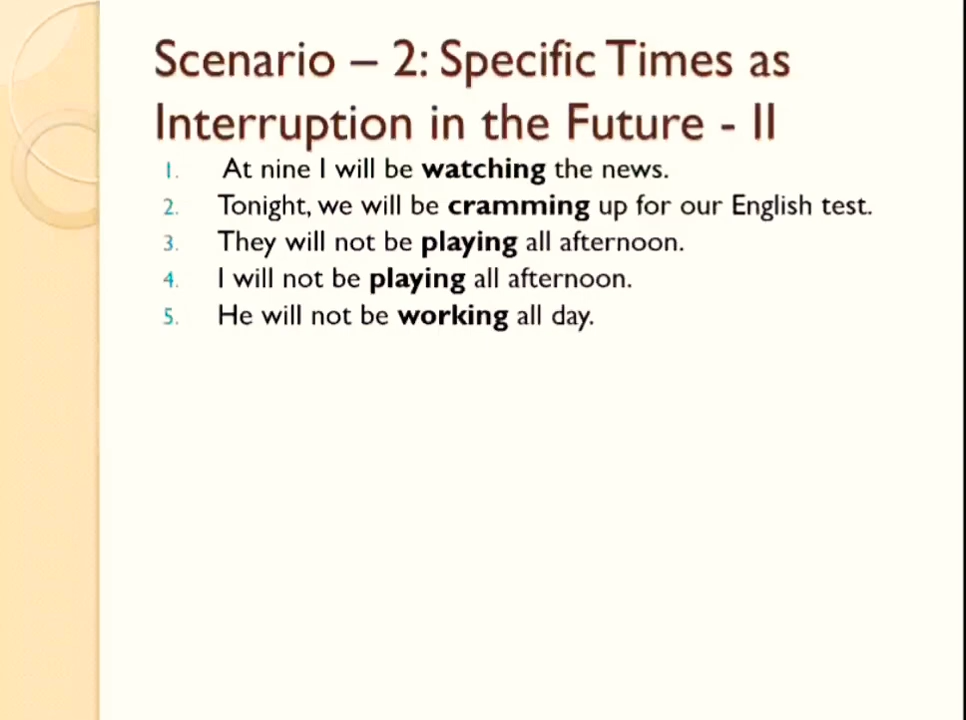 Scenario – 2: Specific Times as
Interruption in the Future - II
1. At nine I will be watching the news.
2. Tonight, we will be cramming up for our English test.
3. They will not be playing all afternoon.
4. I will not be playing all afternoon.
5. He will not be working all day.